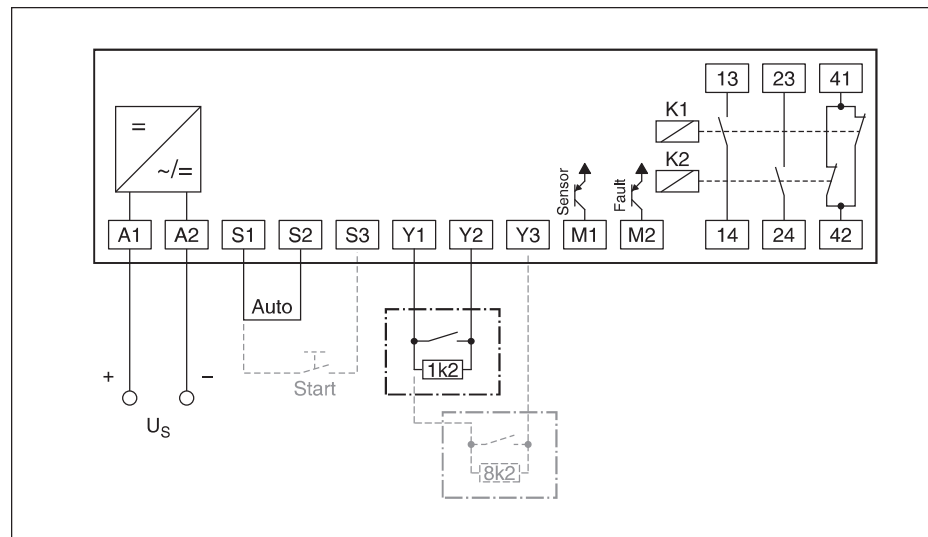 13 23 41
K1
=
~/=
K2
Sensor
Fault
A1 A2 S1 S2 S3 Y1 Y2 Y3 M1 M2 14 24 42
Auto
1k2
Start
+ –
US
8k2